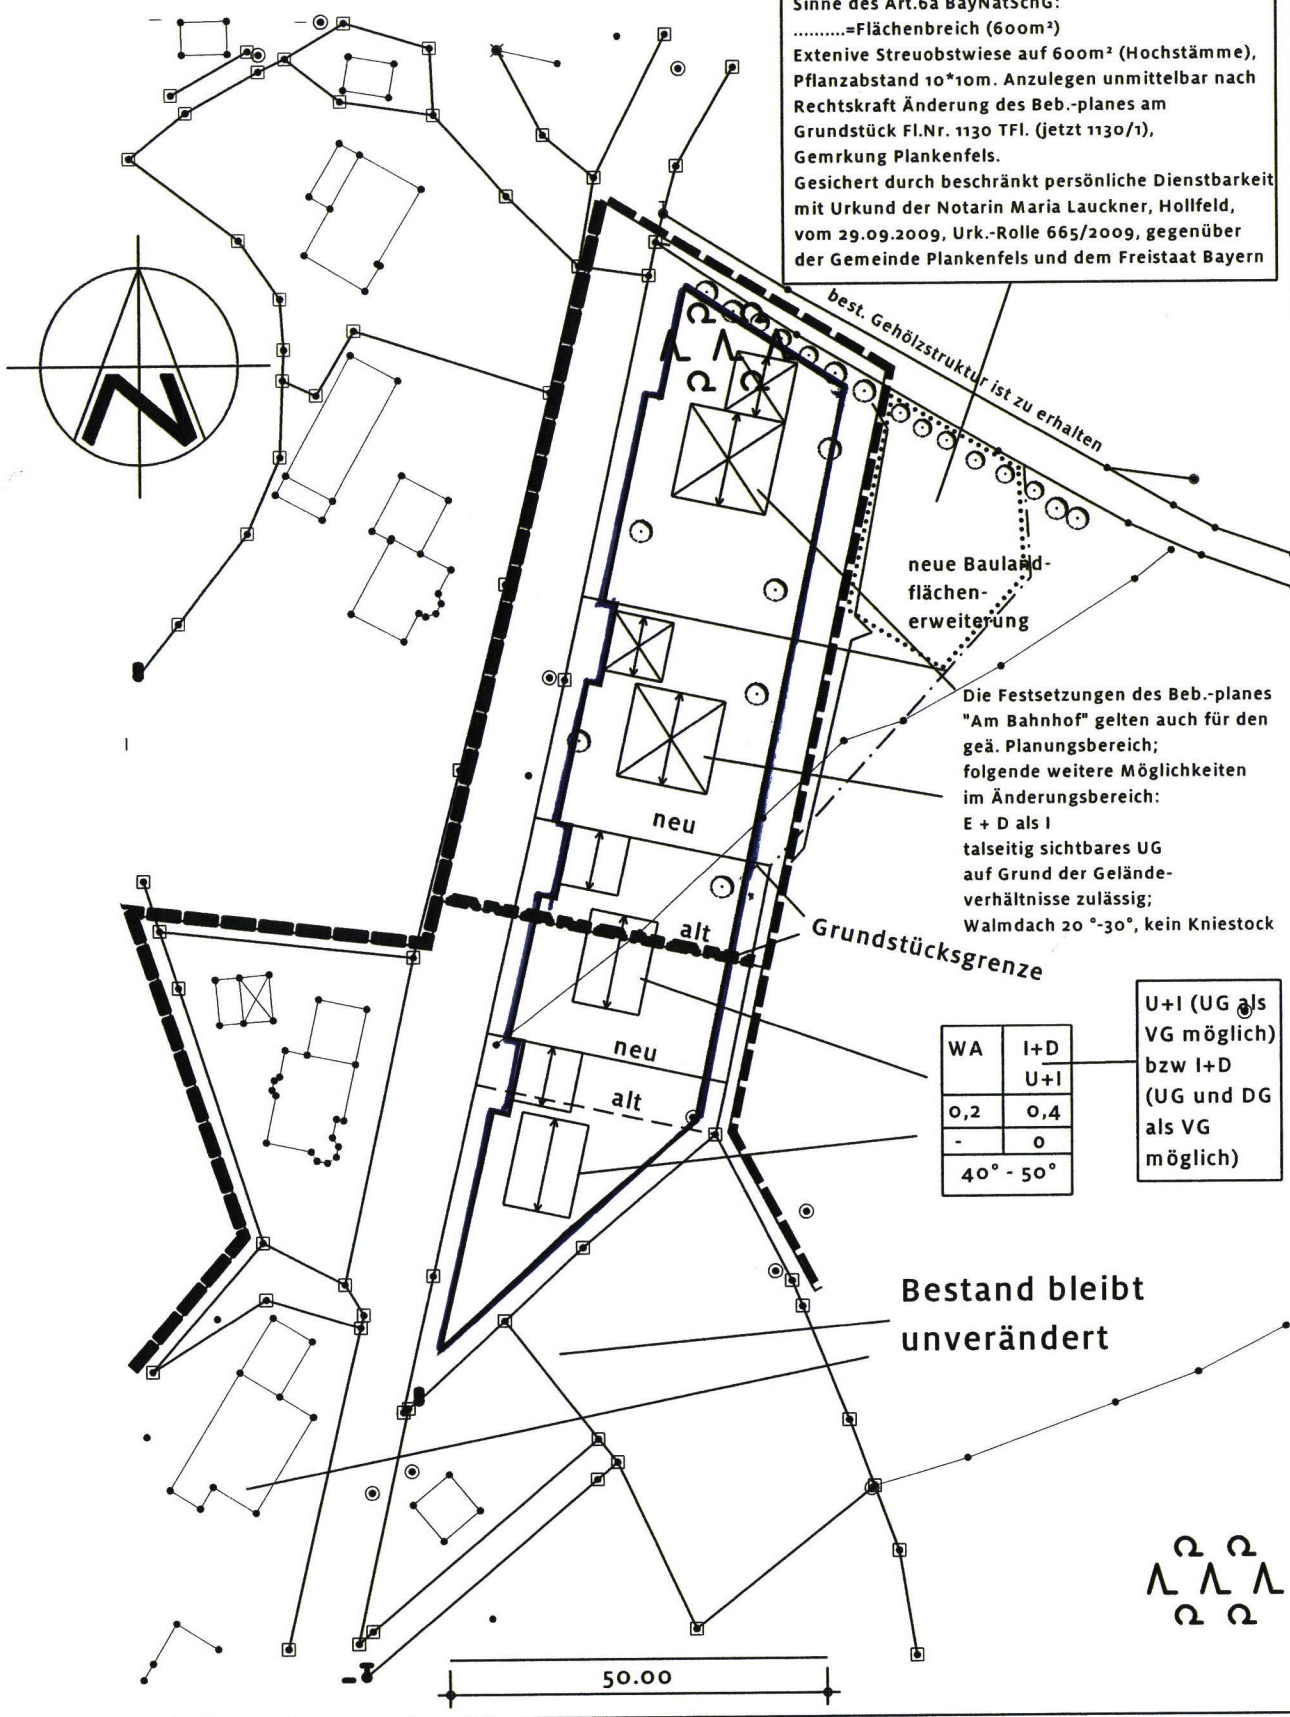 Sinne des Art.6a BayNatSchG:
..........=Flächenbreich (600m²)
Extenive Streuobstwiese auf 600m² (Hochstämme),
Pflanzabstand 10*10m. Anzulegen unmittelbar nach
Rechtskraft Änderung des Beb.-planes am
Grundstück Fl.Nr. 1130 TFl. (jetzt 1130/1),
Gemrkung Plankenfels.
Gesichert durch beschränkt persönliche Dienstbarkeit
mit Urkund der Notarin Maria Lauckner, Hollfeld,
vom 29.09.2009, Urk.-Rolle 665/2009, gegenüber
der Gemeinde Plankenfels und dem Freistaat Bayern
best. Gehölzstruktur ist zu erhalten
N
neue Bauland-
flächen-
erweiterung
Die Festsetzungen des Beb.-planes
"Am Bahnhof" gelten auch für den
geä. Planungsbereich;
folgende weitere Möglichkeiten
im Änderungsbereich:
E + D als I
talseitig sichtbares UG
auf Grund der Gelände-
verhältnisse zulässig;
Walmdach 20 °-30°, kein Kniestock
neu
alt
Grundstücksgrenze
neu
alt
WA I+D
U+I
0,2 0,4
- 0
40° - 50°
U+I (UG als
VG möglich)
bzw I+D
(UG und DG
als VG
möglich)
Bestand bleibt
unverändert
50.00